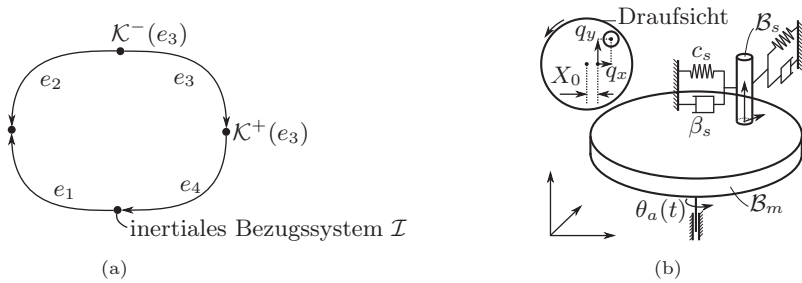 𝒦⁻(e₃)
e₂
e₃
𝒦⁺(e₃)
e₁
e₄
inertiales Bezugssystem ℐ
(a)
Draufsicht
q_y
X₀
q_x
c_s
β_s
ℬ_s
ℬ_m
θ_a(t)
(b)